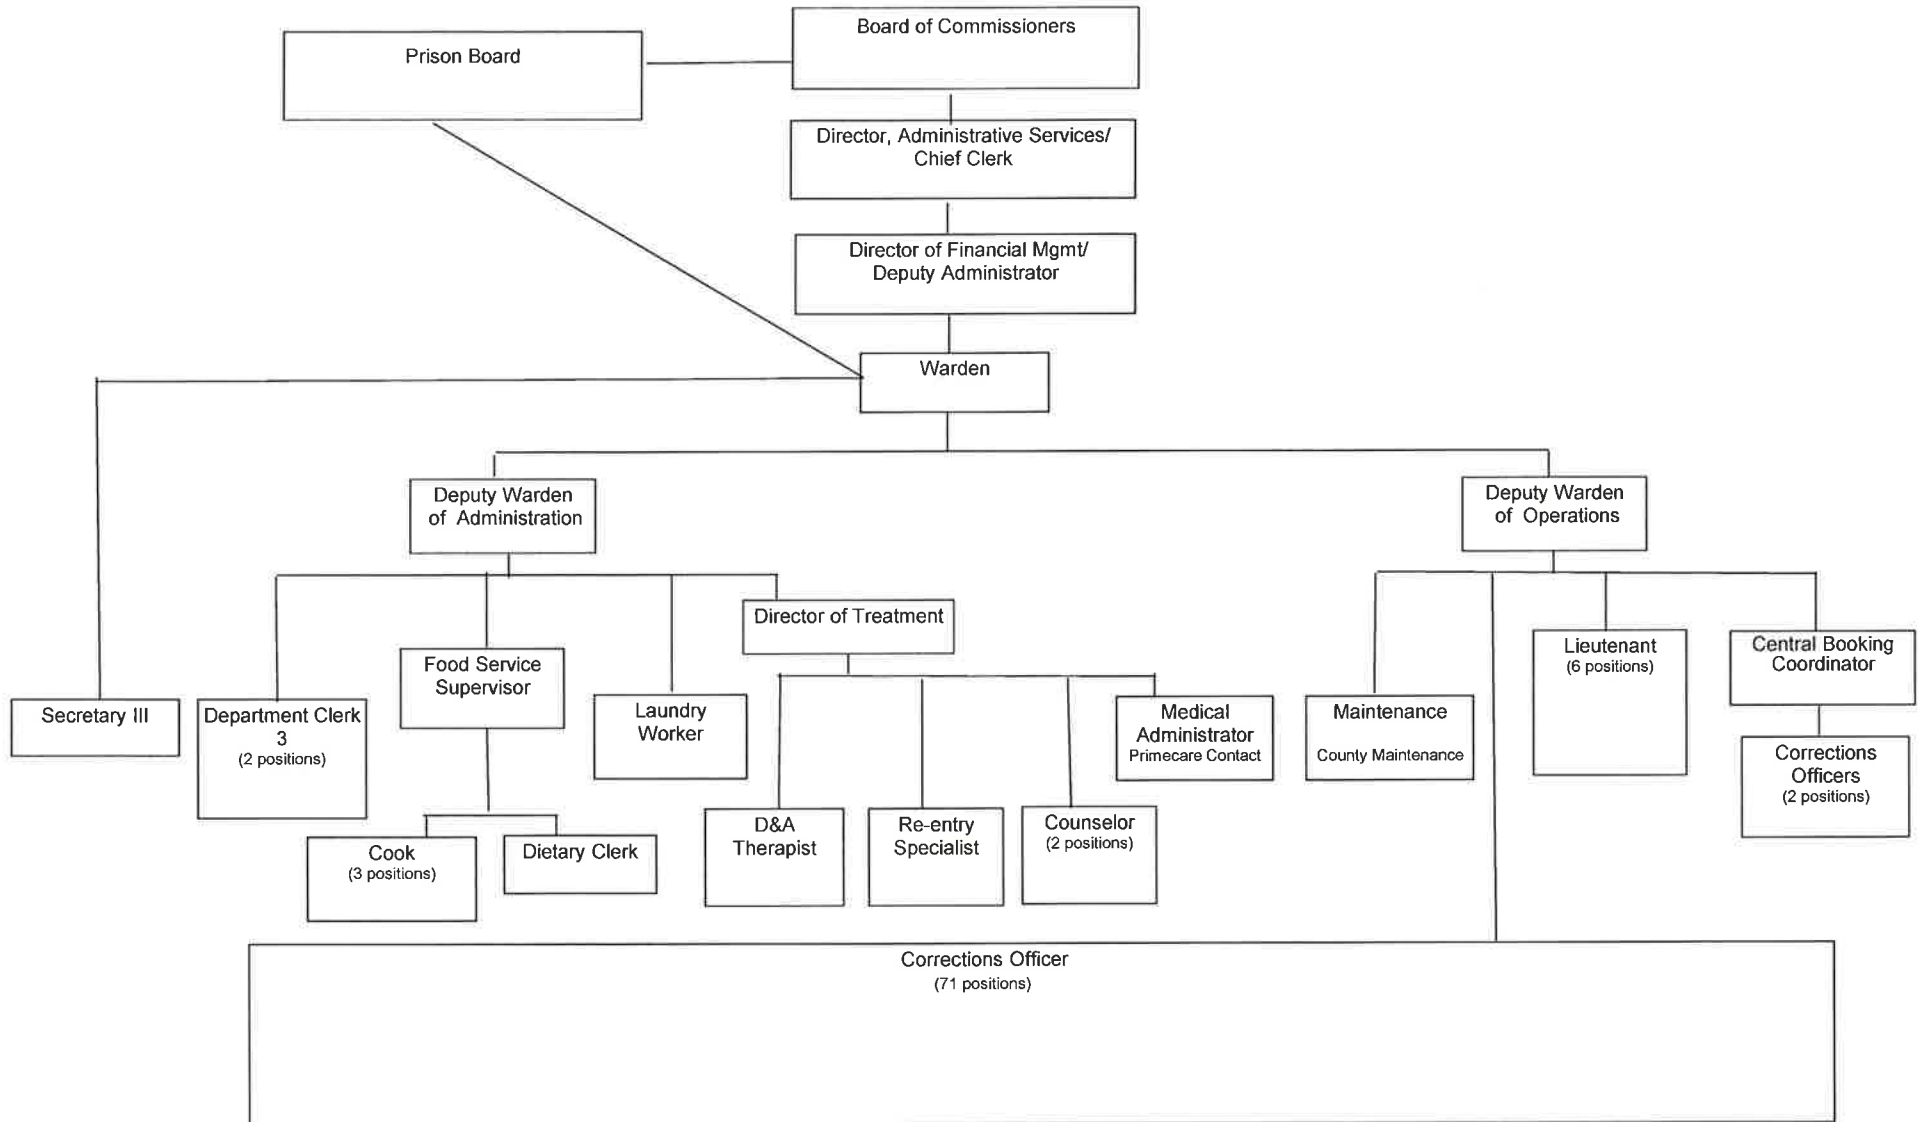 Board of Commissioners
Prison Board
Director, Administrative Services/
Chief Clerk
Director of Financial Mgmt/
Deputy Administrator
Warden
Deputy Warden
of Administration
Deputy Warden
of Operations
Director of Treatment
Food Service
Supervisor
Lieutenant
(6 positions)
Central Booking
Coordinator
Secretary III
Department Clerk
3
(2 positions)
Laundry
Worker
Medical
Administrator
Primecare Contact
Maintenance
County Maintenance
Corrections
Officers
(2 positions)
Cook
(3 positions)
Dietary Clerk
D&A
Therapist
Re-entry
Specialist
Counselor
(2 positions)
Corrections Officer
(71 positions)